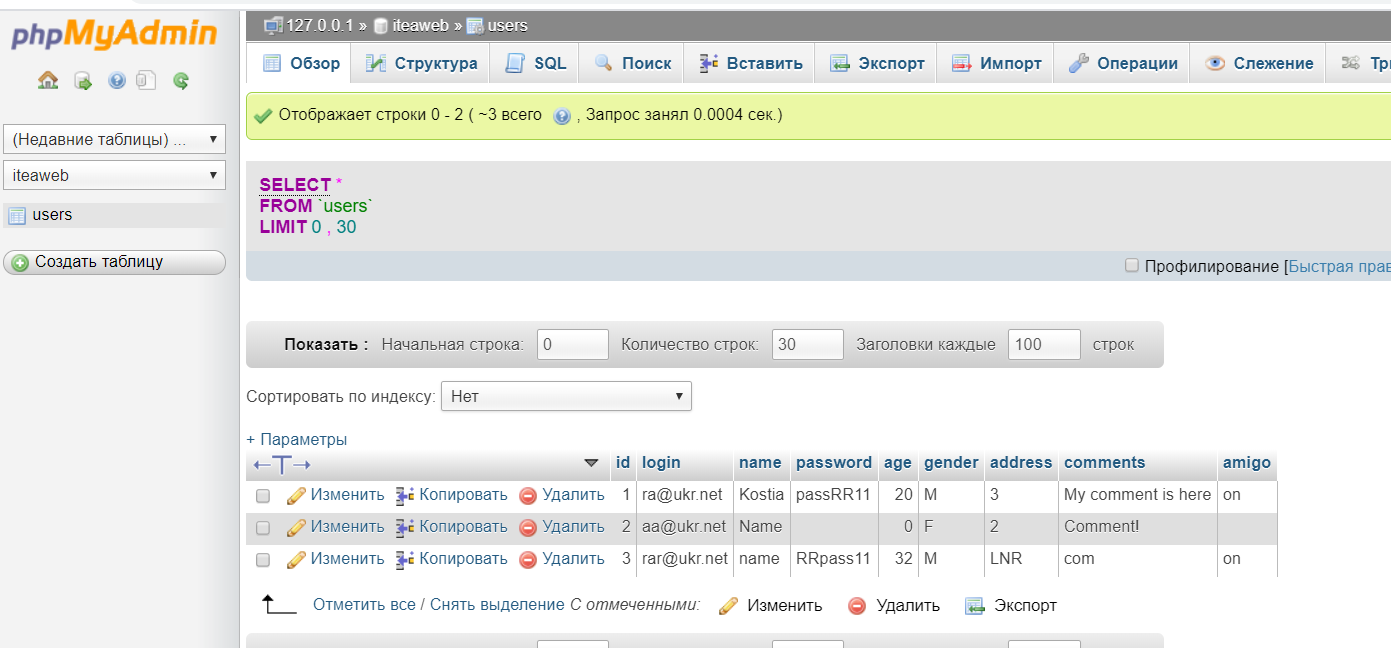 phpMyAdmin
(Недавние таблицы) ...
iteaweb
users
Создать таблицу
127.0.0.1 » iteaweb » users
Обзор Структура SQL Поиск Вставить Экспорт Импорт Операции Слежение Три
Отображает строки 0 - 2 ( ~3 всего , Запрос занял 0.0004 сек.)
SELECT *
FROM `users`
LIMIT 0 , 30
Профилирование [Быстрая прав
Показать : Начальная строка: 0 Количество строк: 30 Заголовки каждые 100 строк
Сортировать по индексу: Нет
+ Параметры
←T→ id login name password age gender address comments amigo
Изменить Копировать Удалить 1 ra@ukr.net Kostia passRR11 20 M 3 My comment is here on
Изменить Копировать Удалить 2 aa@ukr.net Name 0 F 2 Comment!
Изменить Копировать Удалить 3 rar@ukr.net name RRpass11 32 M LNR com on
Отметить все / Снять выделение С отмеченными: Изменить Удалить Экспорт